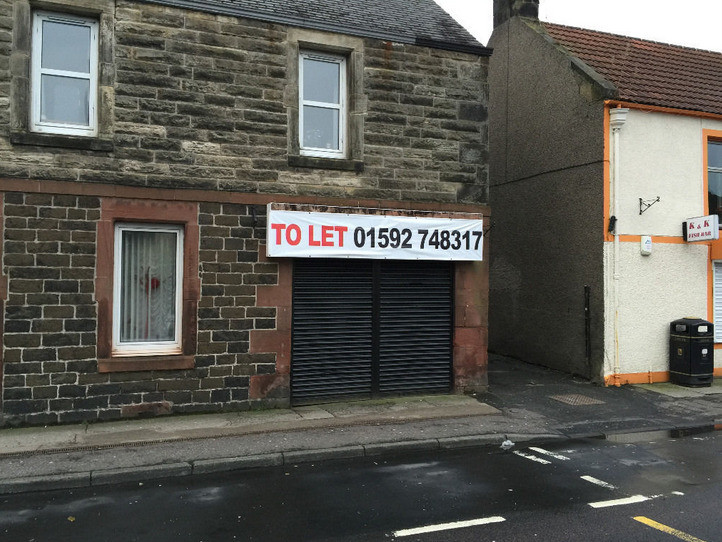 TO LET 01592 748317
K & K
FISH BAR